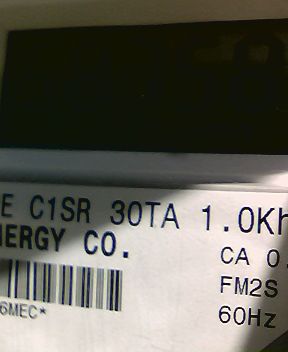 E C1SR 30TA 1.0Kh
NERGY CO.
CA 0.
FM2S
6MEC*
60Hz